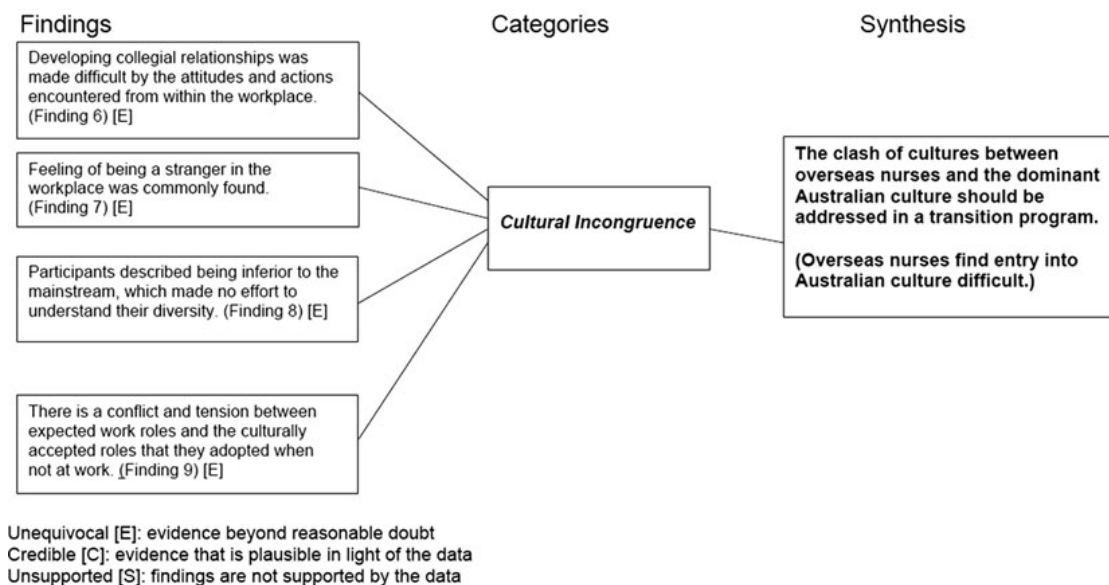 Findings
Categories
Synthesis
Developing collegial relationships was
made difficult by the attitudes and actions
encountered from within the workplace.
(Finding 6) [E]
Feeling of being a stranger in the
workplace was commonly found.
(Finding 7) [E]
Participants described being inferior to the
mainstream, which made no effort to
understand their diversity. (Finding 8) [E]
There is a conflict and tension between
expected work roles and the culturally
accepted roles that they adopted when
not at work. (Finding 9) [E]
Cultural Incongruence
The clash of cultures between
overseas nurses and the dominant
Australian culture should be
addressed in a transition program.
(Overseas nurses find entry into
Australian culture difficult.)
Unequivocal [E]: evidence beyond reasonable doubt
Credible [C]: evidence that is plausible in light of the data
Unsupported [S]: findings are not supported by the data